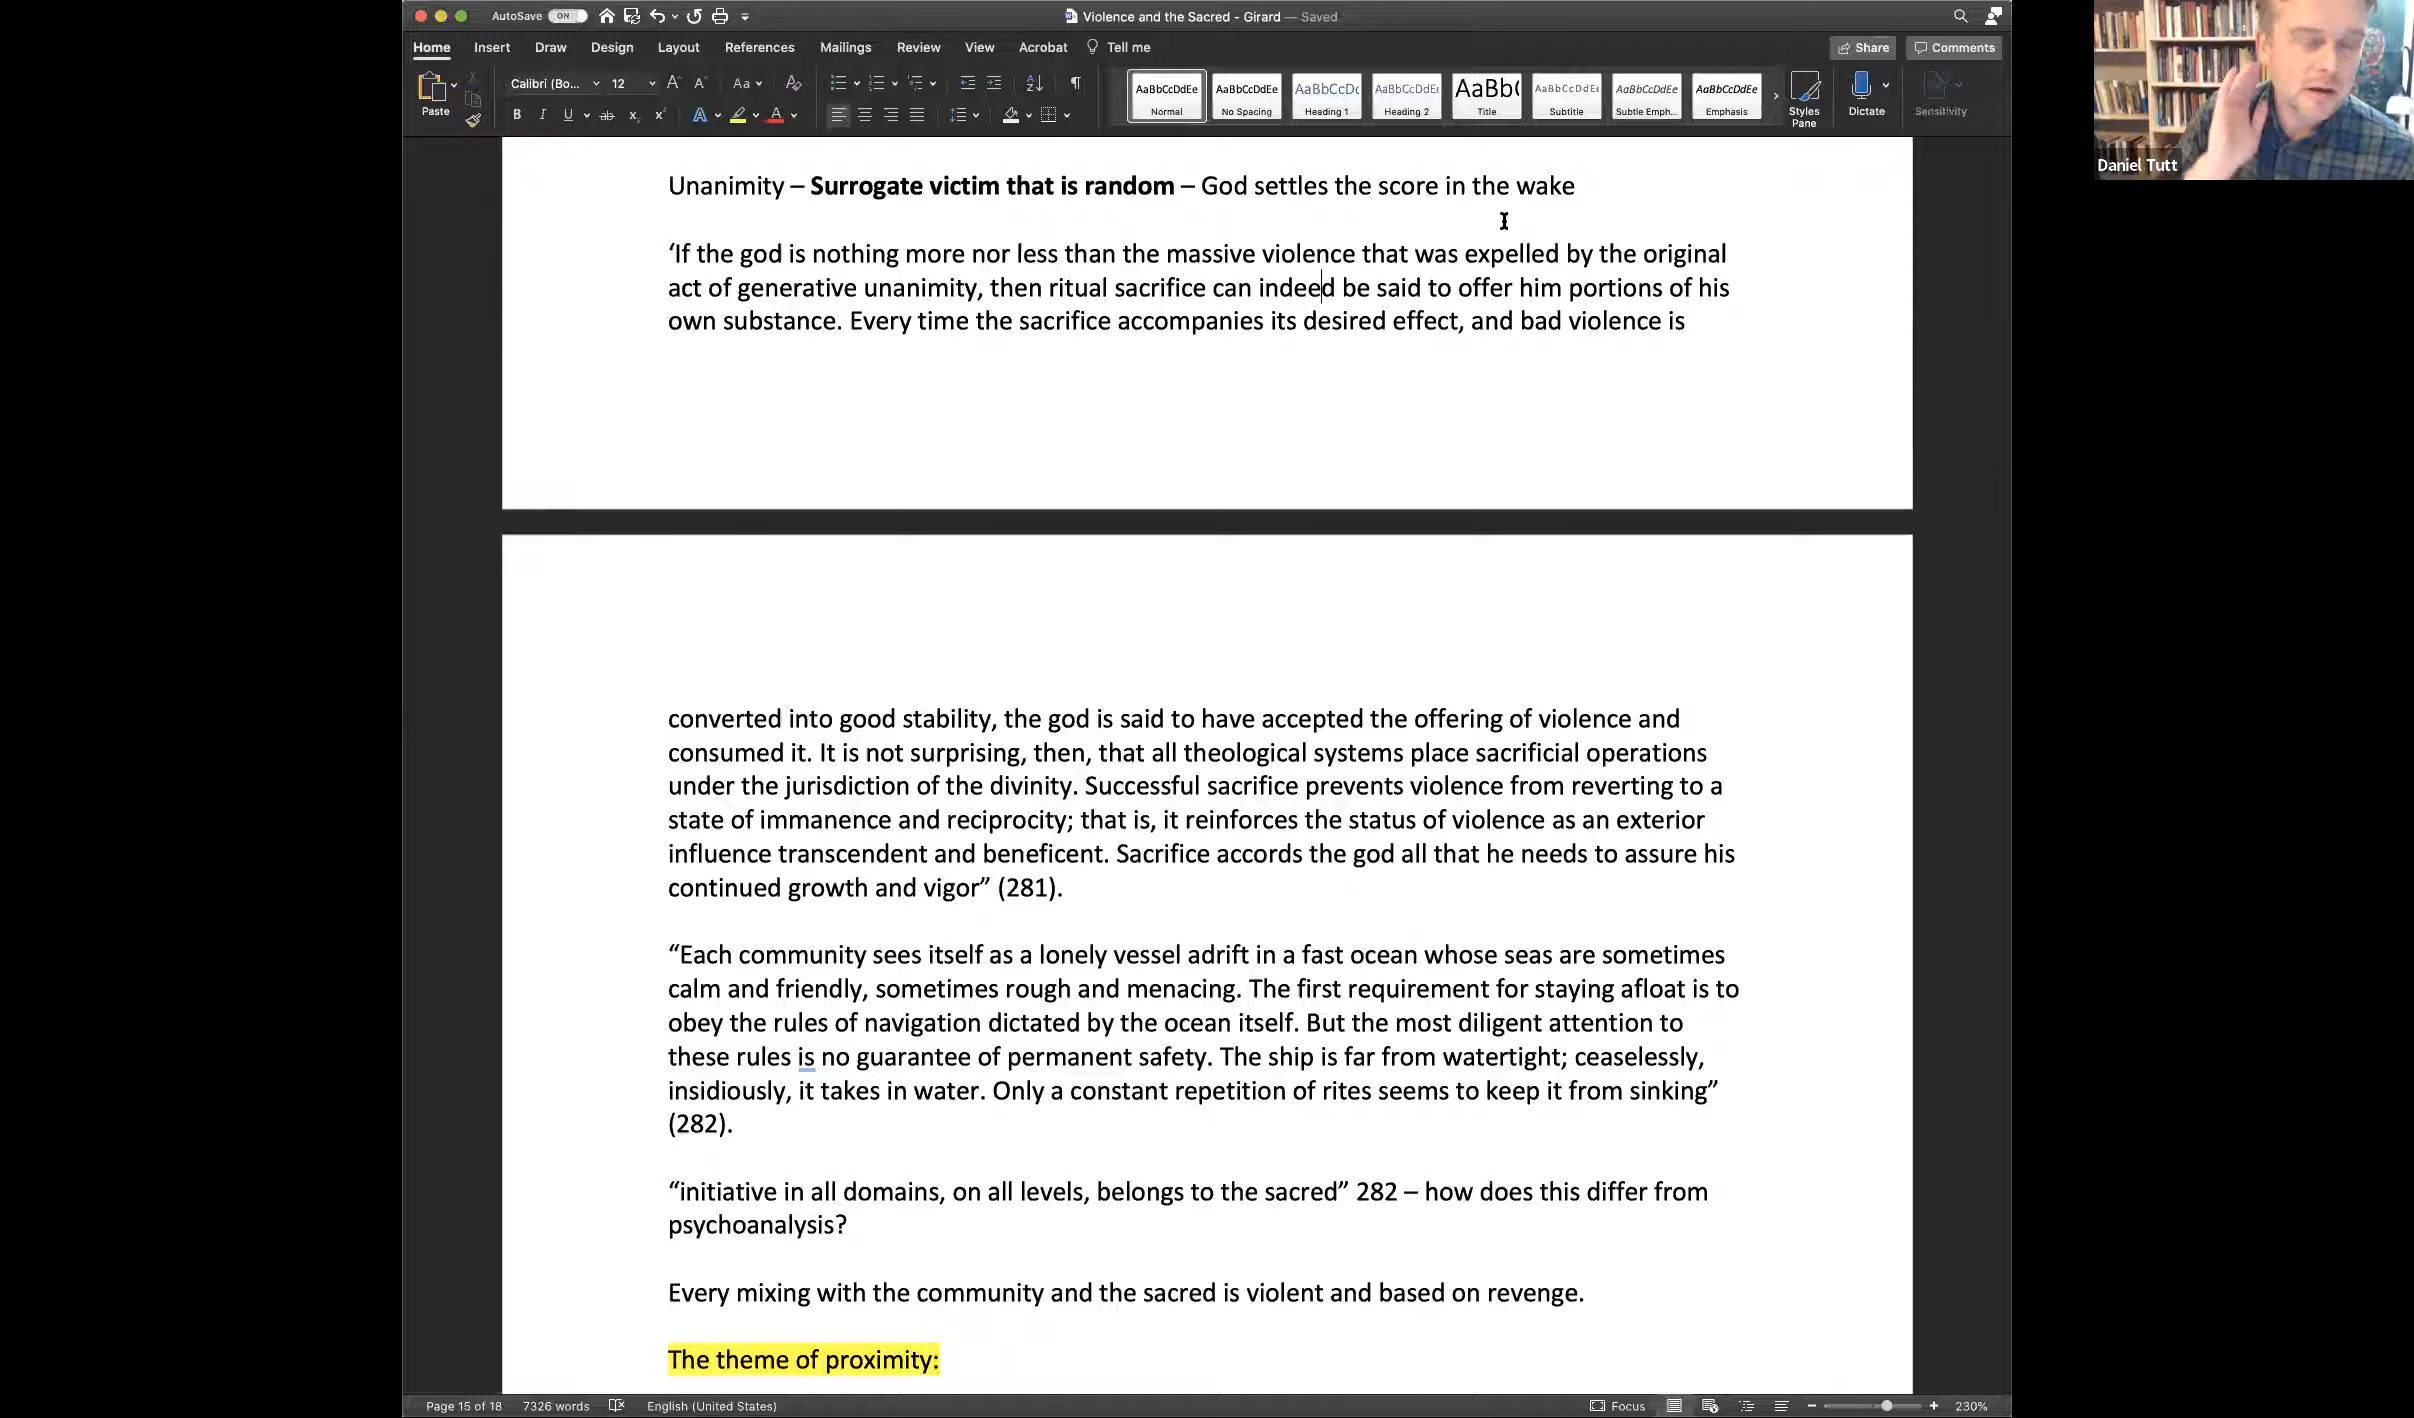 AutoSave ON
Violence and the Sacred - Girard — Saved
Home Insert Draw Design Layout References Mailings Review View Acrobat Tell me
Share Comments
Paste
Calibri (Bo... 12
AaBbCcDdEe Normal
AaBbCcDdEe No Spacing
AaBbCcDc Heading 1
AaBbCcDdEe Heading 2
AaBb( Title
AaBbCcDdEe Subtitle
AaBbCcDdEe Subtle Emph...
AaBbCcDdEe Emphasis
Styles Pane
Dictate
Sensitivity
Daniel Tutt
Unanimity – Surrogate victim that is random – God settles the score in the wake
‘If the god is nothing more nor less than the massive violence that was expelled by the original
act of generative unanimity, then ritual sacrifice can indeed be said to offer him portions of his
own substance. Every time the sacrifice accompanies its desired effect, and bad violence is
converted into good stability, the god is said to have accepted the offering of violence and
consumed it. It is not surprising, then, that all theological systems place sacrificial operations
under the jurisdiction of the divinity. Successful sacrifice prevents violence from reverting to a
state of immanence and reciprocity; that is, it reinforces the status of violence as an exterior
influence transcendent and beneficent. Sacrifice accords the god all that he needs to assure his
continued growth and vigor” (281).
“Each community sees itself as a lonely vessel adrift in a fast ocean whose seas are sometimes
calm and friendly, sometimes rough and menacing. The first requirement for staying afloat is to
obey the rules of navigation dictated by the ocean itself. But the most diligent attention to
these rules is no guarantee of permanent safety. The ship is far from watertight; ceaselessly,
insidiously, it takes in water. Only a constant repetition of rites seems to keep it from sinking”
(282).
“initiative in all domains, on all levels, belongs to the sacred” 282 – how does this differ from
psychoanalysis?
Every mixing with the community and the sacred is violent and based on revenge.
The theme of proximity:
Page 15 of 18 7326 words English (United States) Focus 230%